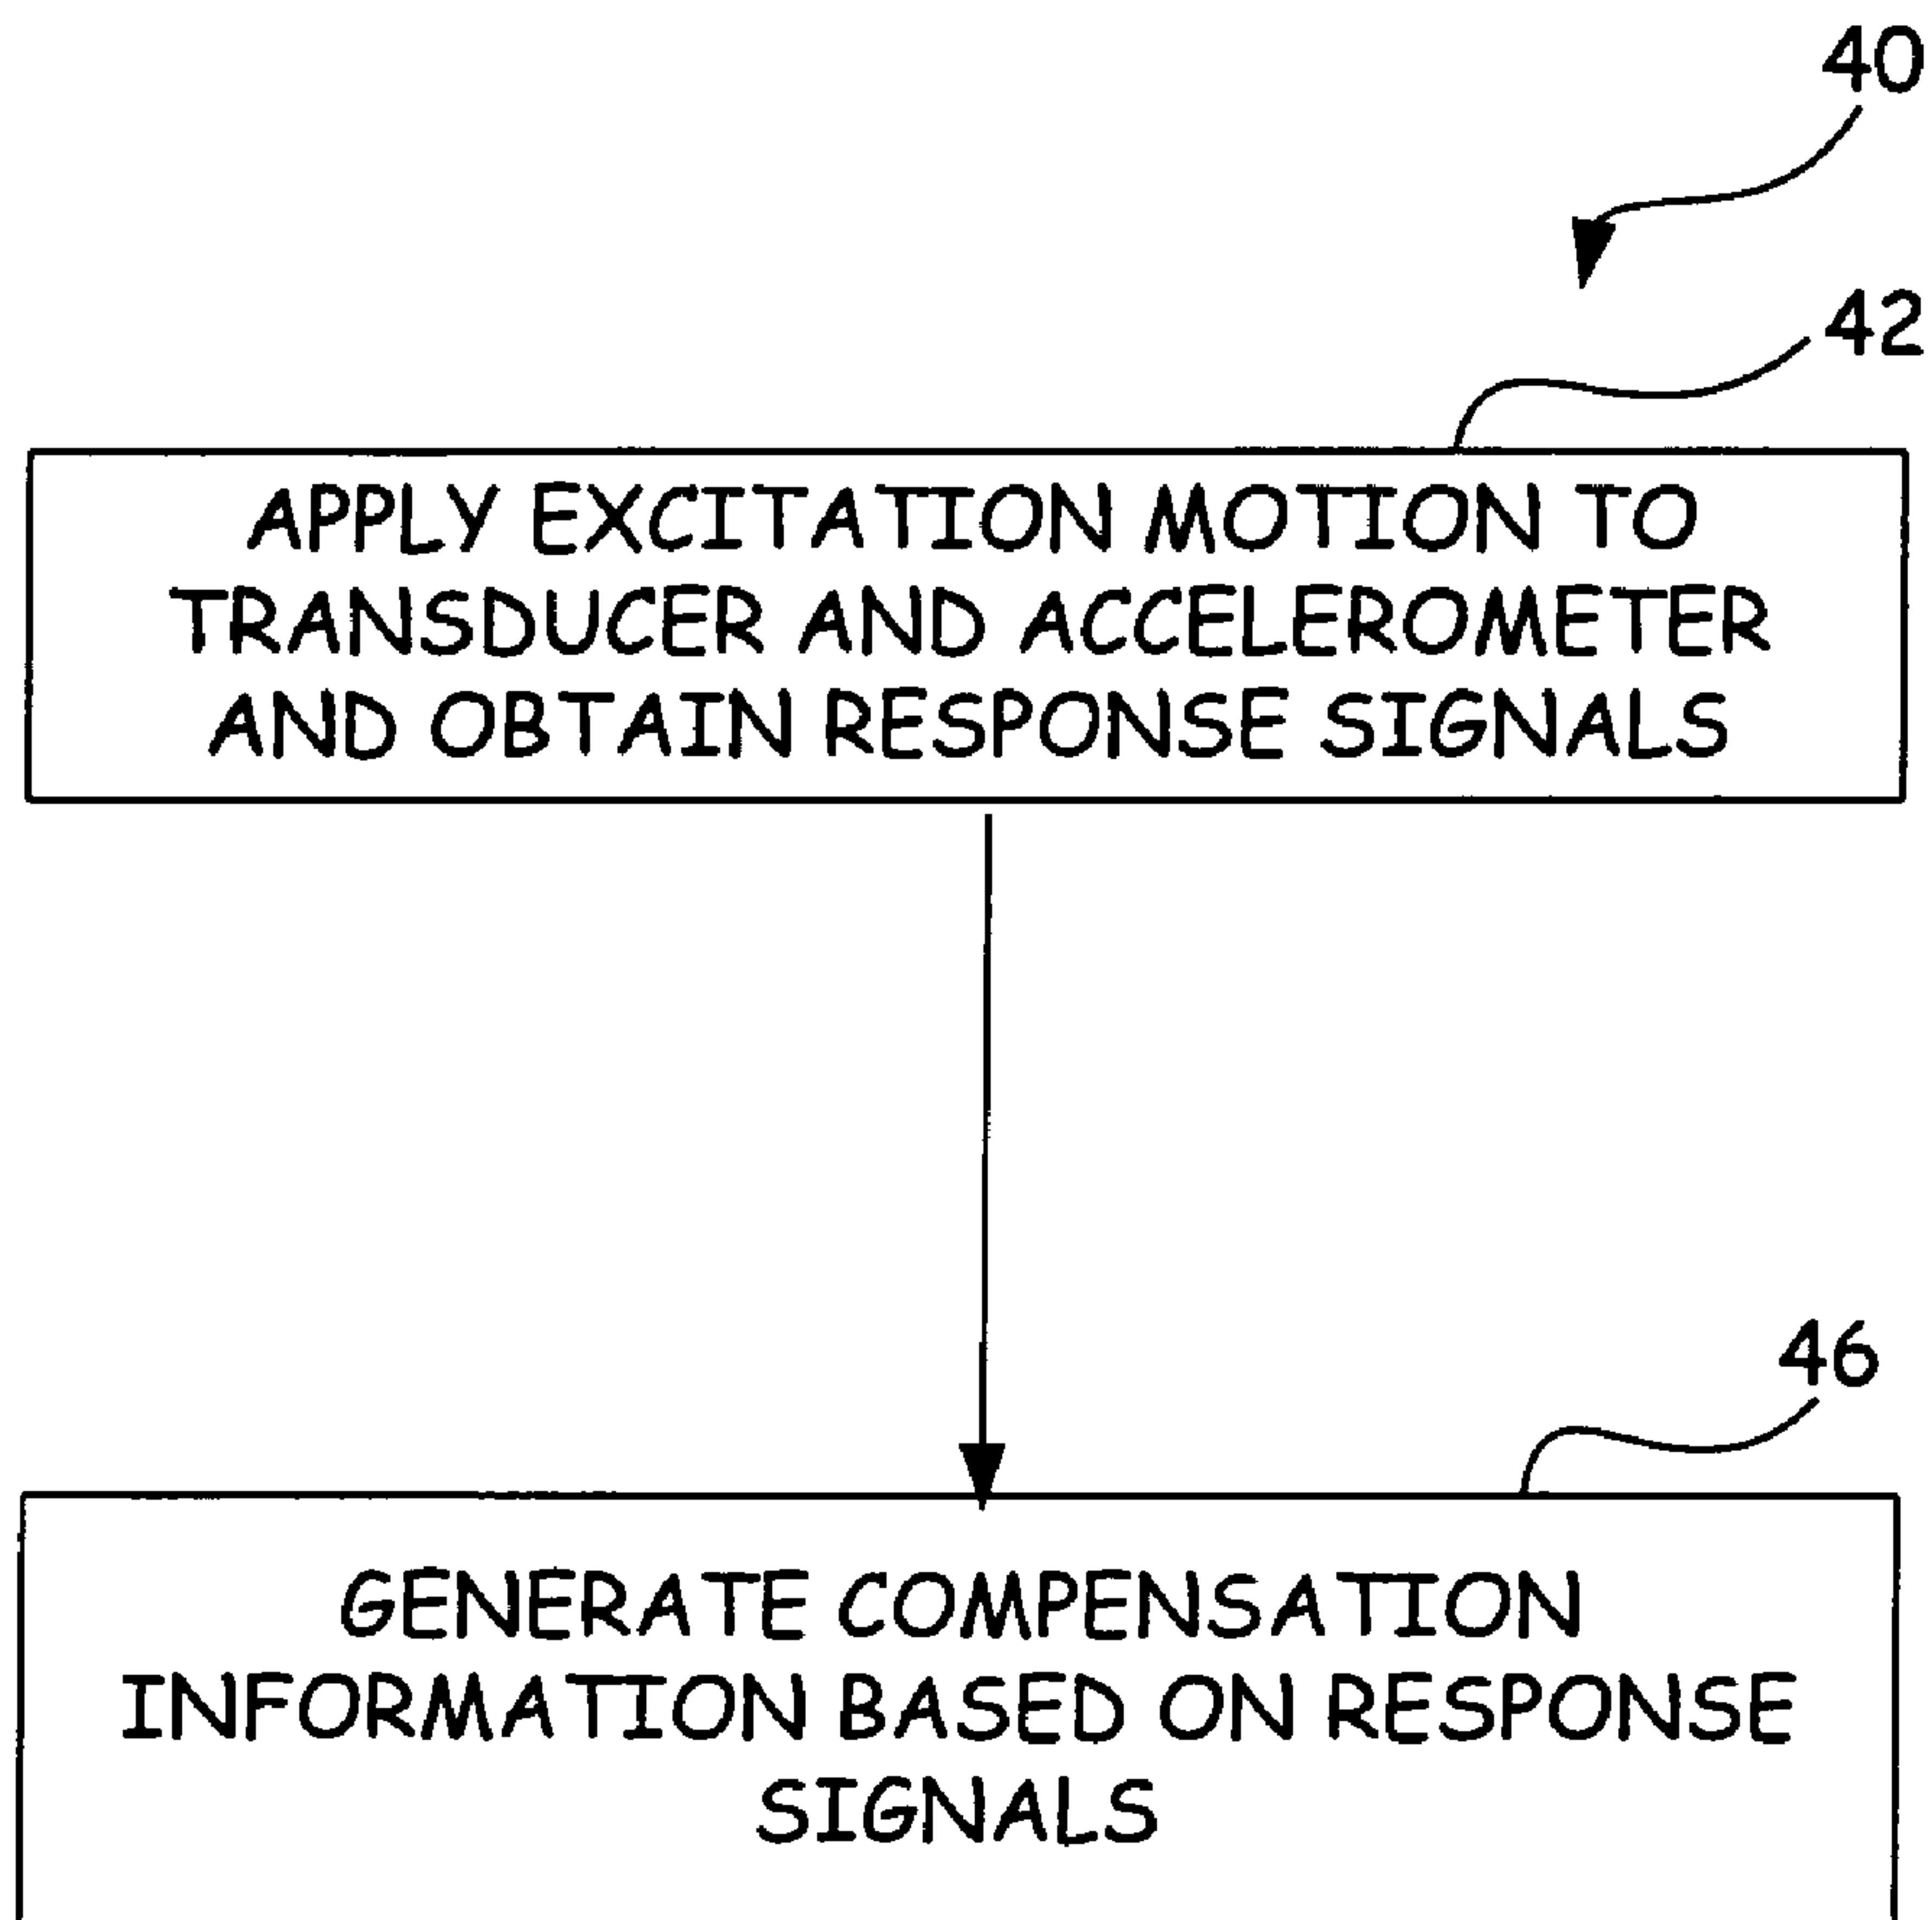 40
42
APPLY EXCITATION MOTION TO
TRANSDUCER AND ACCELEROMETER
AND OBTAIN RESPONSE SIGNALS
46
GENERATE COMPENSATION
INFORMATION BASED ON RESPONSE
SIGNALS